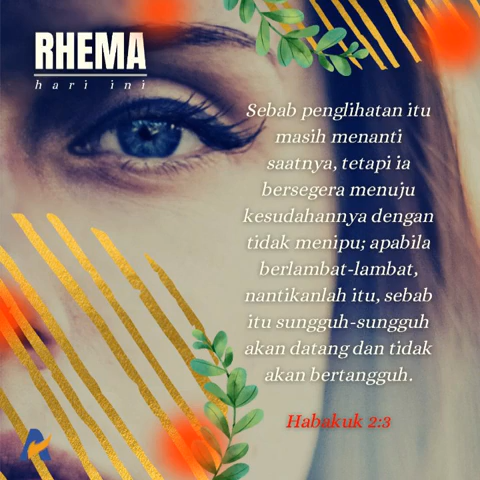 RHEMA
hari ini
Sebab penglihatan itu
masih menanti
saatnya, tetapi ia
bersegera menuju
kesudahannya dengan
tidak menipu; apabila
berlambat-lambat,
nantikanlah itu, sebab
itu sungguh-sungguh
akan datang dan tidak
akan bertangguh.
Habakuk 2:3